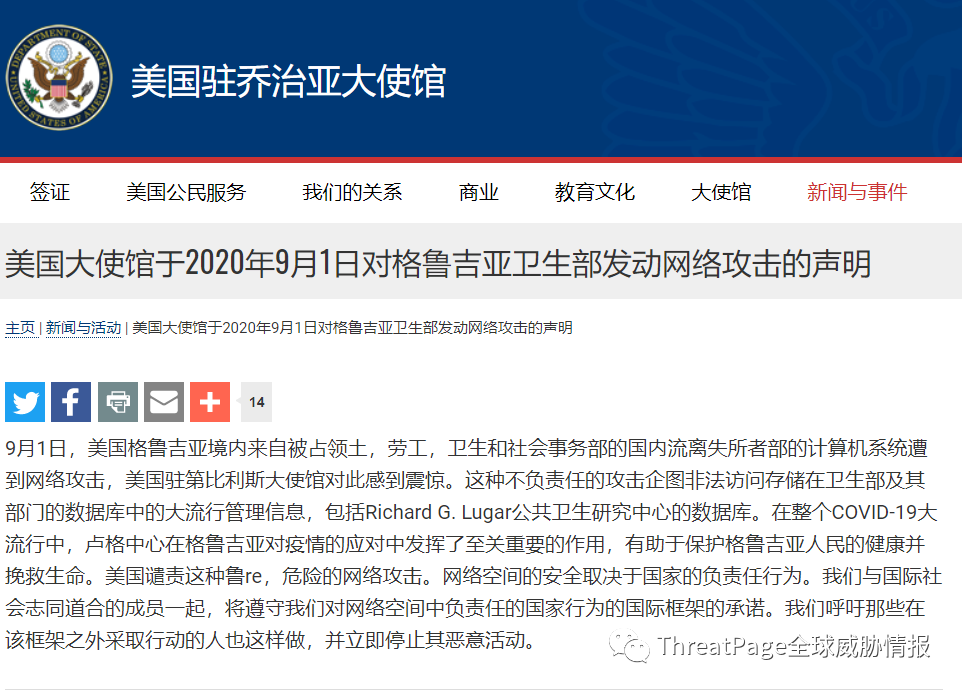 DEPARTMENT OF STATE
UNITED STATES OF AMERICA
美国驻乔治亚大使馆
签证 美国公民服务 我们的关系 商业 教育文化 大使馆 新闻与事件
美国大使馆于2020年9月1日对格鲁吉亚卫生部发动网络攻击的声明
主页 | 新闻与活动 | 美国大使馆于2020年9月1日对格鲁吉亚卫生部发动网络攻击的声明
14
9月1日，美国格鲁吉亚境内来自被占领土，劳工，卫生和社会事务部的国内流离失所者部的计算机系统遭
到网络攻击，美国驻第比利斯大使馆对此感到震惊。这种不负责任的攻击企图非法访问存储在卫生部及其
部门的数据库中的大流行管理信息，包括Richard G. Lugar公共卫生研究中心的数据库。在整个COVID-19大
流行中，卢格中心在格鲁吉亚对疫情的应对中发挥了至关重要的作用，有助于保护格鲁吉亚人民的健康并
挽救生命。美国谴责这种鲁re，危险的网络攻击。网络空间的安全取决于国家的负责任行为。我们与国际社
会志同道合的成员一起，将遵守我们对网络空间中负责任的国家行为的国际框架的承诺。我们呼吁那些在
该框架之外采取行动的人也这样做，并立即停止其恶意活动。
ThreatPage全球威胁情报